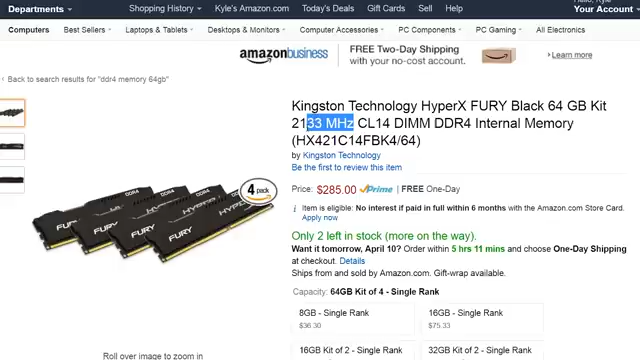 Hello, Kyle
Departments
Shopping History
Kyle's Amazon.com
Today's Deals
Gift Cards
Sell
Help
Your Account
Computers
Best Sellers
Laptops & Tablets
Desktops & Monitors
Computer Accessories
PC Components
PC Gaming
All Electronics
amazonbusiness
FREE Two-Day Shipping
with your no-cost account.
Learn more
Back to search results for "ddr4 memory 64gb"
Kingston Technology HyperX FURY Black 64 GB Kit
2133 MHz CL14 DIMM DDR4 Internal Memory
(HX421C14FBK4/64)
by Kingston Technology
Be the first to review this item
Price: $285.00 Prime | FREE One-Day
i Item is eligible: No interest if paid in full within 6 months with the Amazon.com Store Card.
Apply now
Only 2 left in stock (more on the way).
Want it tomorrow, April 10? Order within 5 hrs 11 mins and choose One-Day Shipping
at checkout. Details
Ships from and sold by Amazon.com. Gift-wrap available.
Capacity: 64GB Kit of 4 - Single Rank
8GB - Single Rank
$36.30
16GB - Single Rank
$75.33
16GB Kit of 2 - Single Rank
32GB Kit of 2 - Single Rank
4 pack
FURY
FURY
FURY
FURY
DDR4
DDR4
DDR4
Roll over image to zoom in